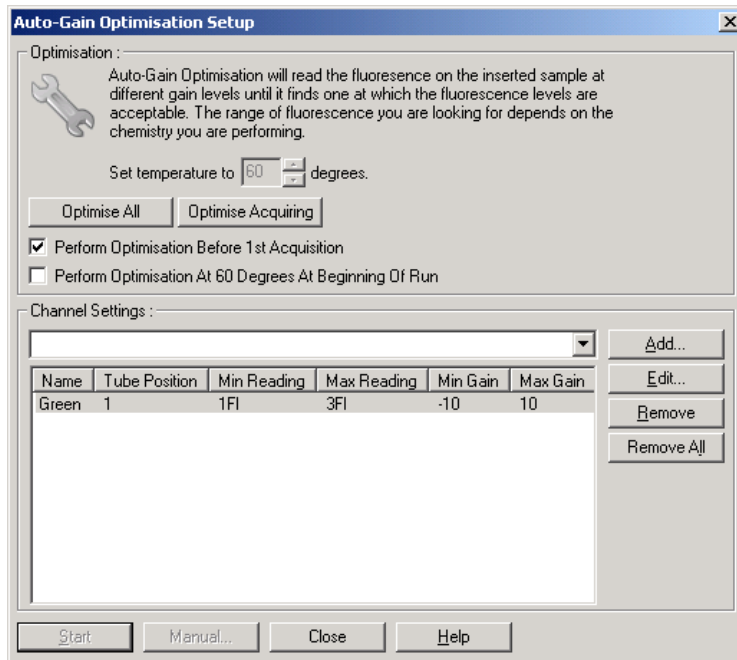 Auto-Gain Optimisation Setup
Optimisation :
Auto-Gain Optimisation will read the fluoresence on the inserted sample at
different gain levels until it finds one at which the fluorescence levels are
acceptable. The range of fluorescence you are looking for depends on the
chemistry you are performing.
Set temperature to 60 degrees.
Optimise All Optimise Acquiring
Perform Optimisation Before 1st Acquisition
Perform Optimisation At 60 Degrees At Beginning Of Run
Channel Settings :
Add...
Name Tube Position Min Reading Max Reading Min Gain Max Gain Edit...
Green 1 1Fl 3Fl -10 10
Remove
Remove All
Start Manual... Close Help